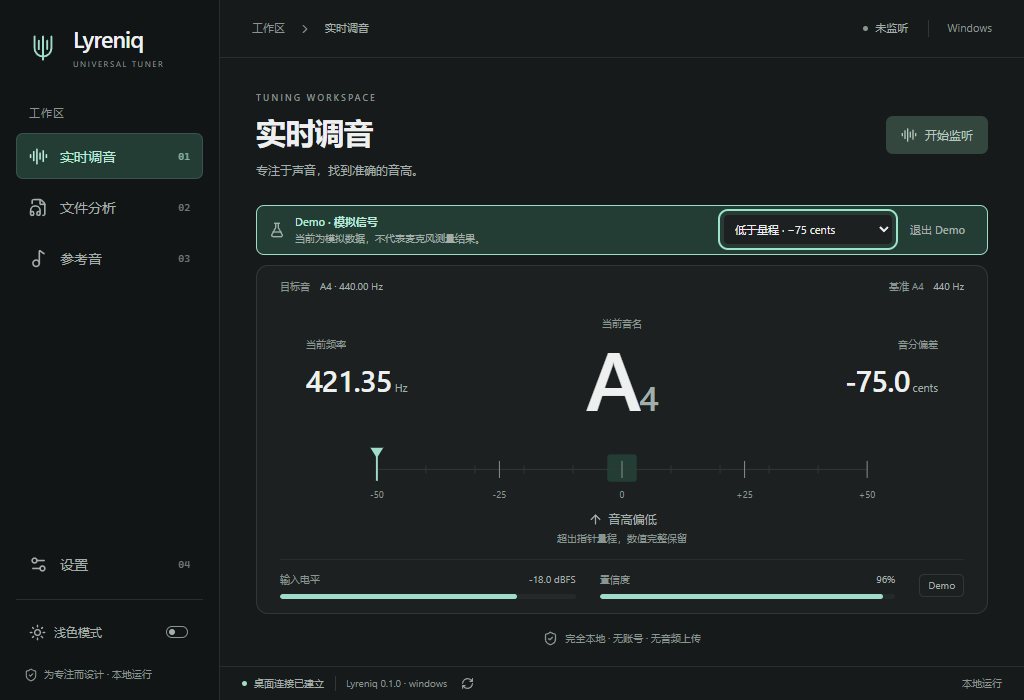 Lyreniq
UNIVERSAL TUNER
工作区
实时调音 01
文件分析 02
参考音 03
设置 04
浅色模式
为专注而设计 · 本地运行
工作区 > 实时调音
未监听 Windows
TUNING WORKSPACE
实时调音
专注于声音，找到准确的音高。
开始监听
Demo · 模拟信号
当前为模拟数据，不代表麦克风测量结果。
低于量程 · −75 cents
退出 Demo
目标音 A4 · 440.00 Hz
基准 A4 440 Hz
当前音名
当前频率
音分偏差
421.35 Hz
A4
-75.0 cents
-50 -25 0 +25 +50
音高偏低
超出指针量程，数值完整保留
输入电平 -18.0 dBFS
置信度 96%
Demo
完全本地 · 无账号 · 无音频上传
桌面连接已建立 Lyreniq 0.1.0 · windows
本地运行